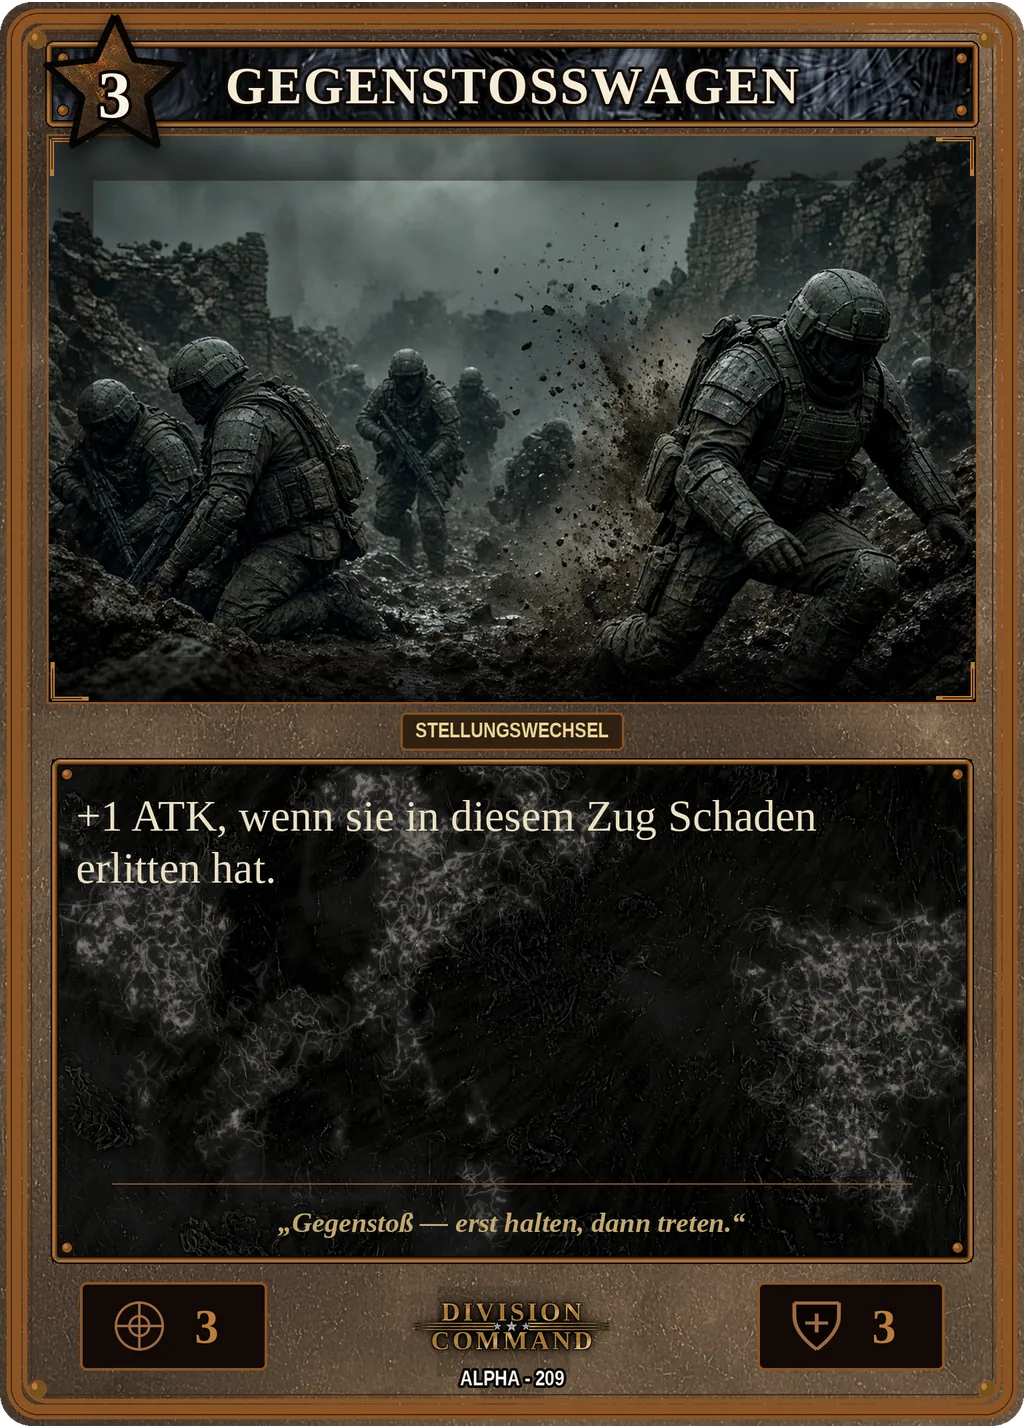 3
GEGENSTOSSWAGEN
STELLUNGSWECHSEL
+1 ATK, wenn sie in diesem Zug Schaden
erlitten hat.
„Gegenstoß — erst halten, dann treten.“
3
DIVISION
COMMAND
3
ALPHA - 209